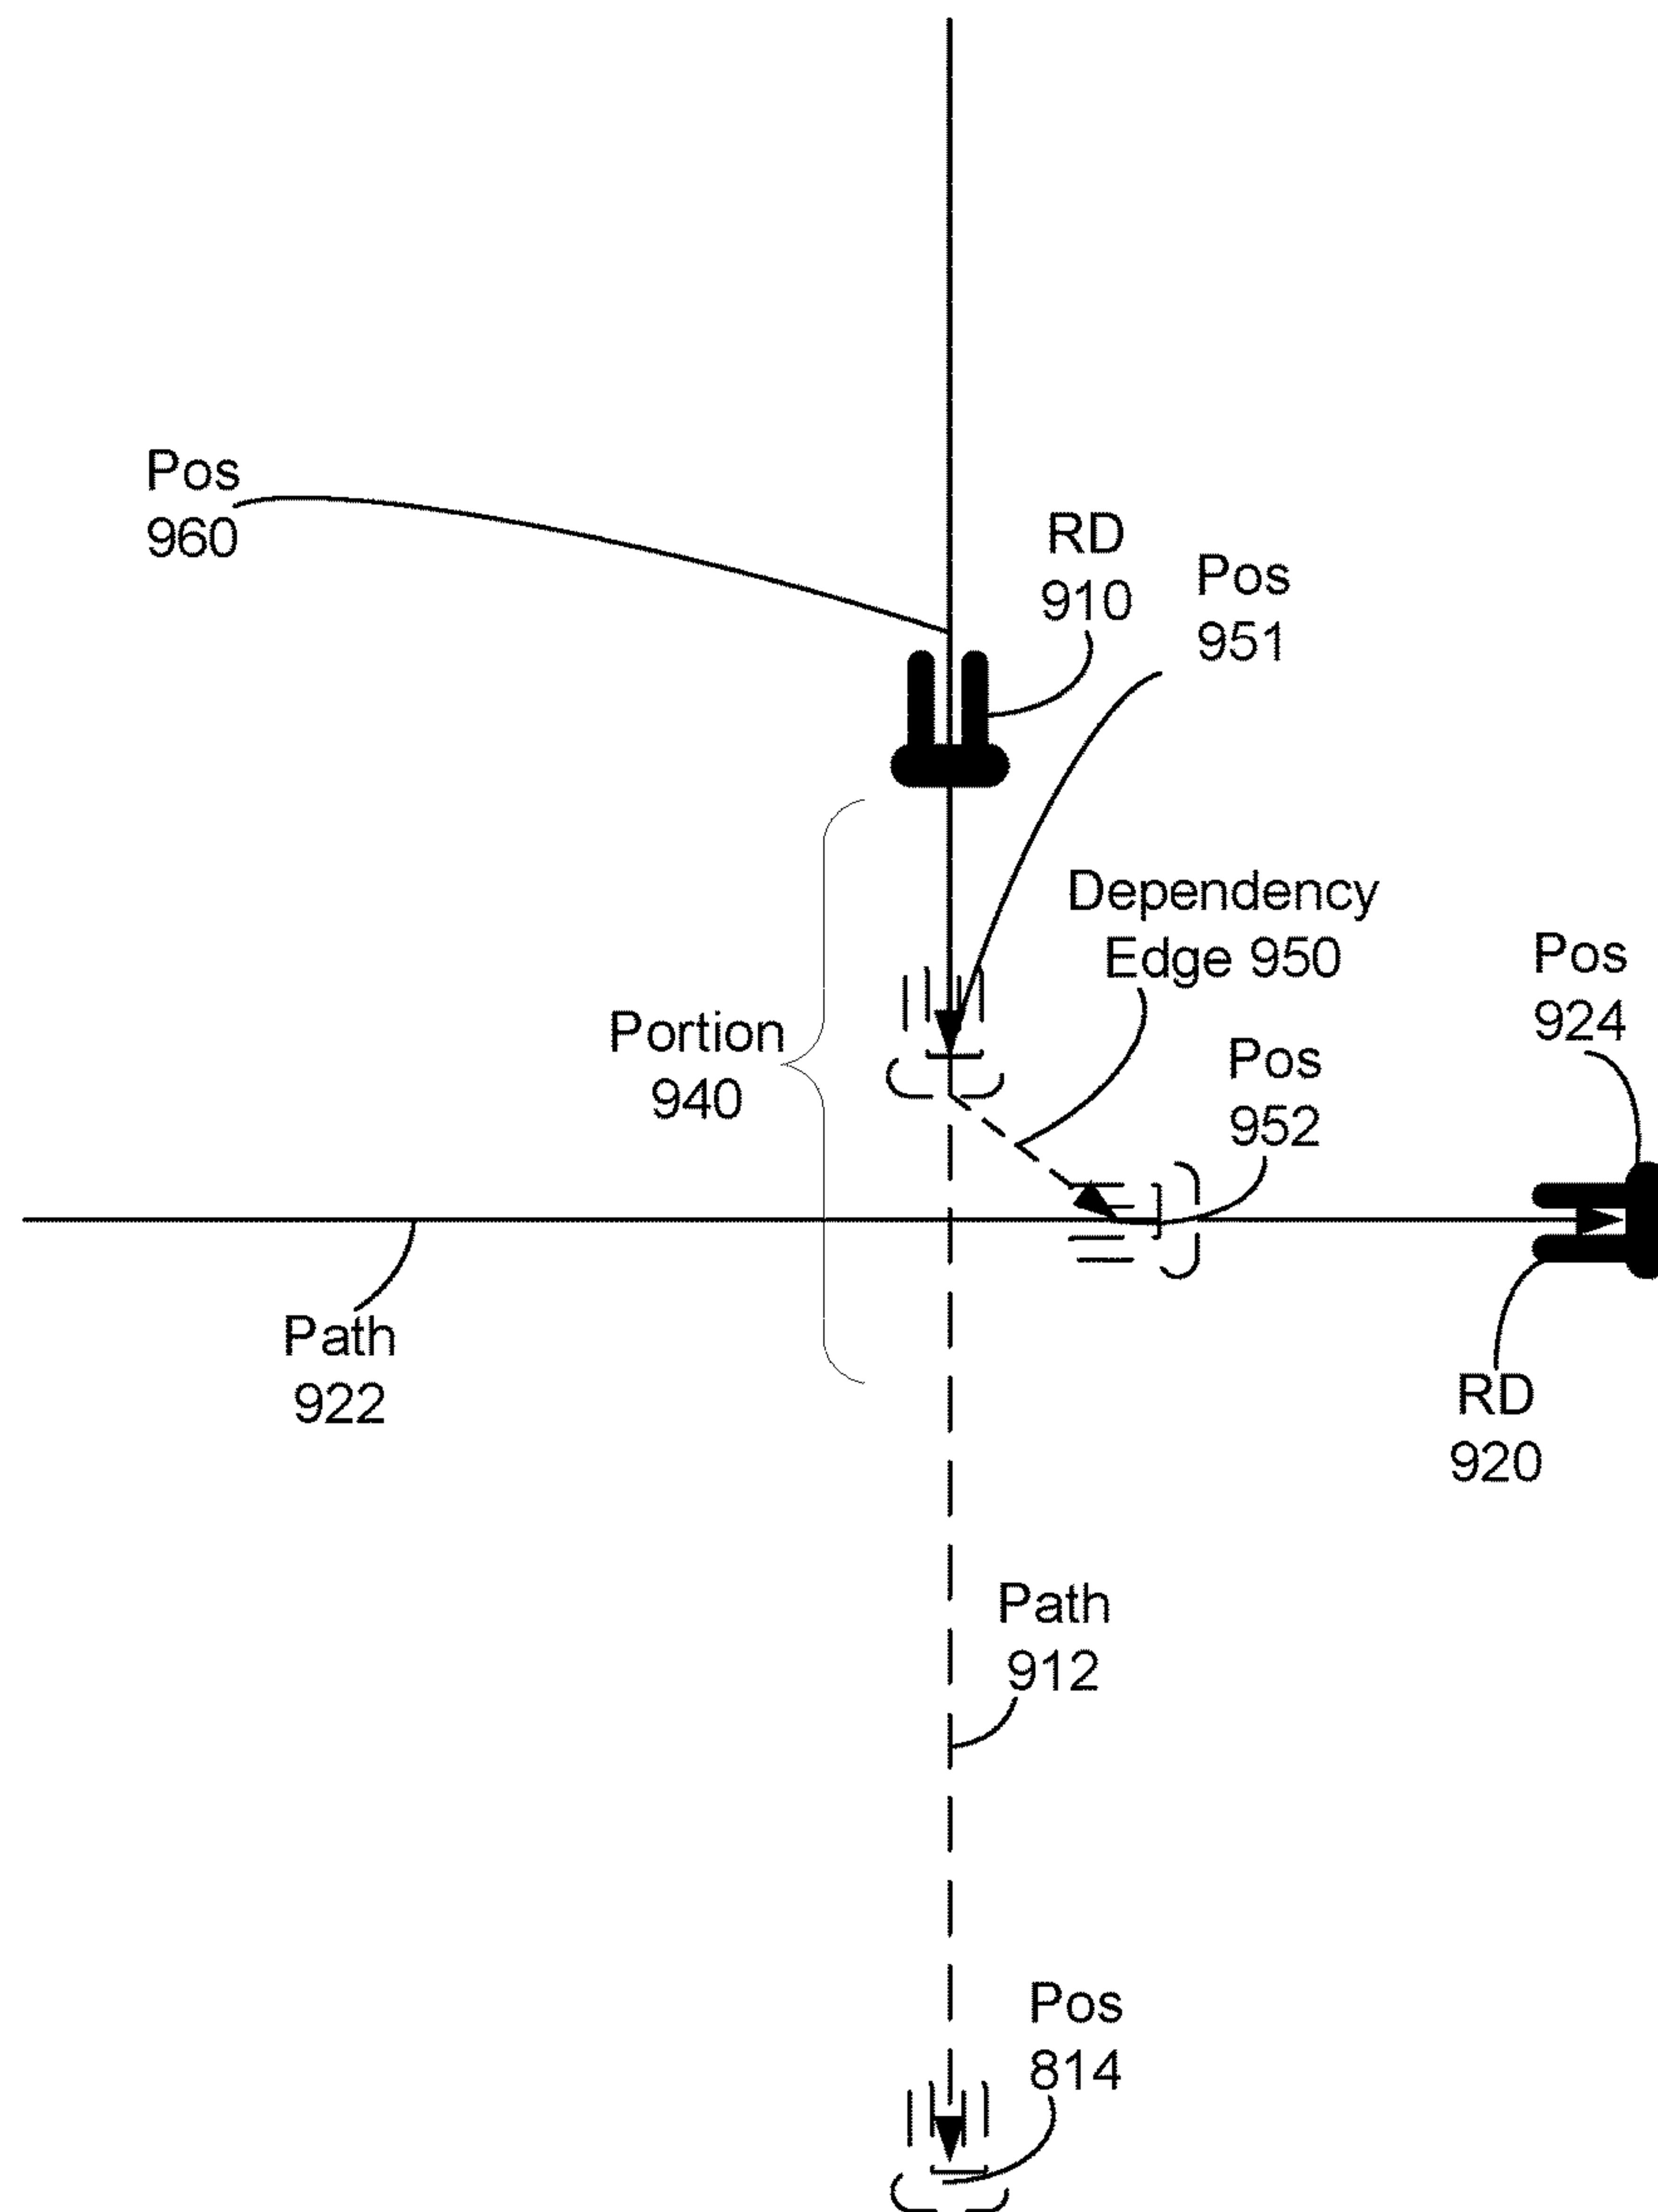 Pos
960
RD
910
Pos
951
Dependency
Edge 950
Pos
924
Portion
940
Pos
952
Path
922
RD
920
Path
912
Pos
814